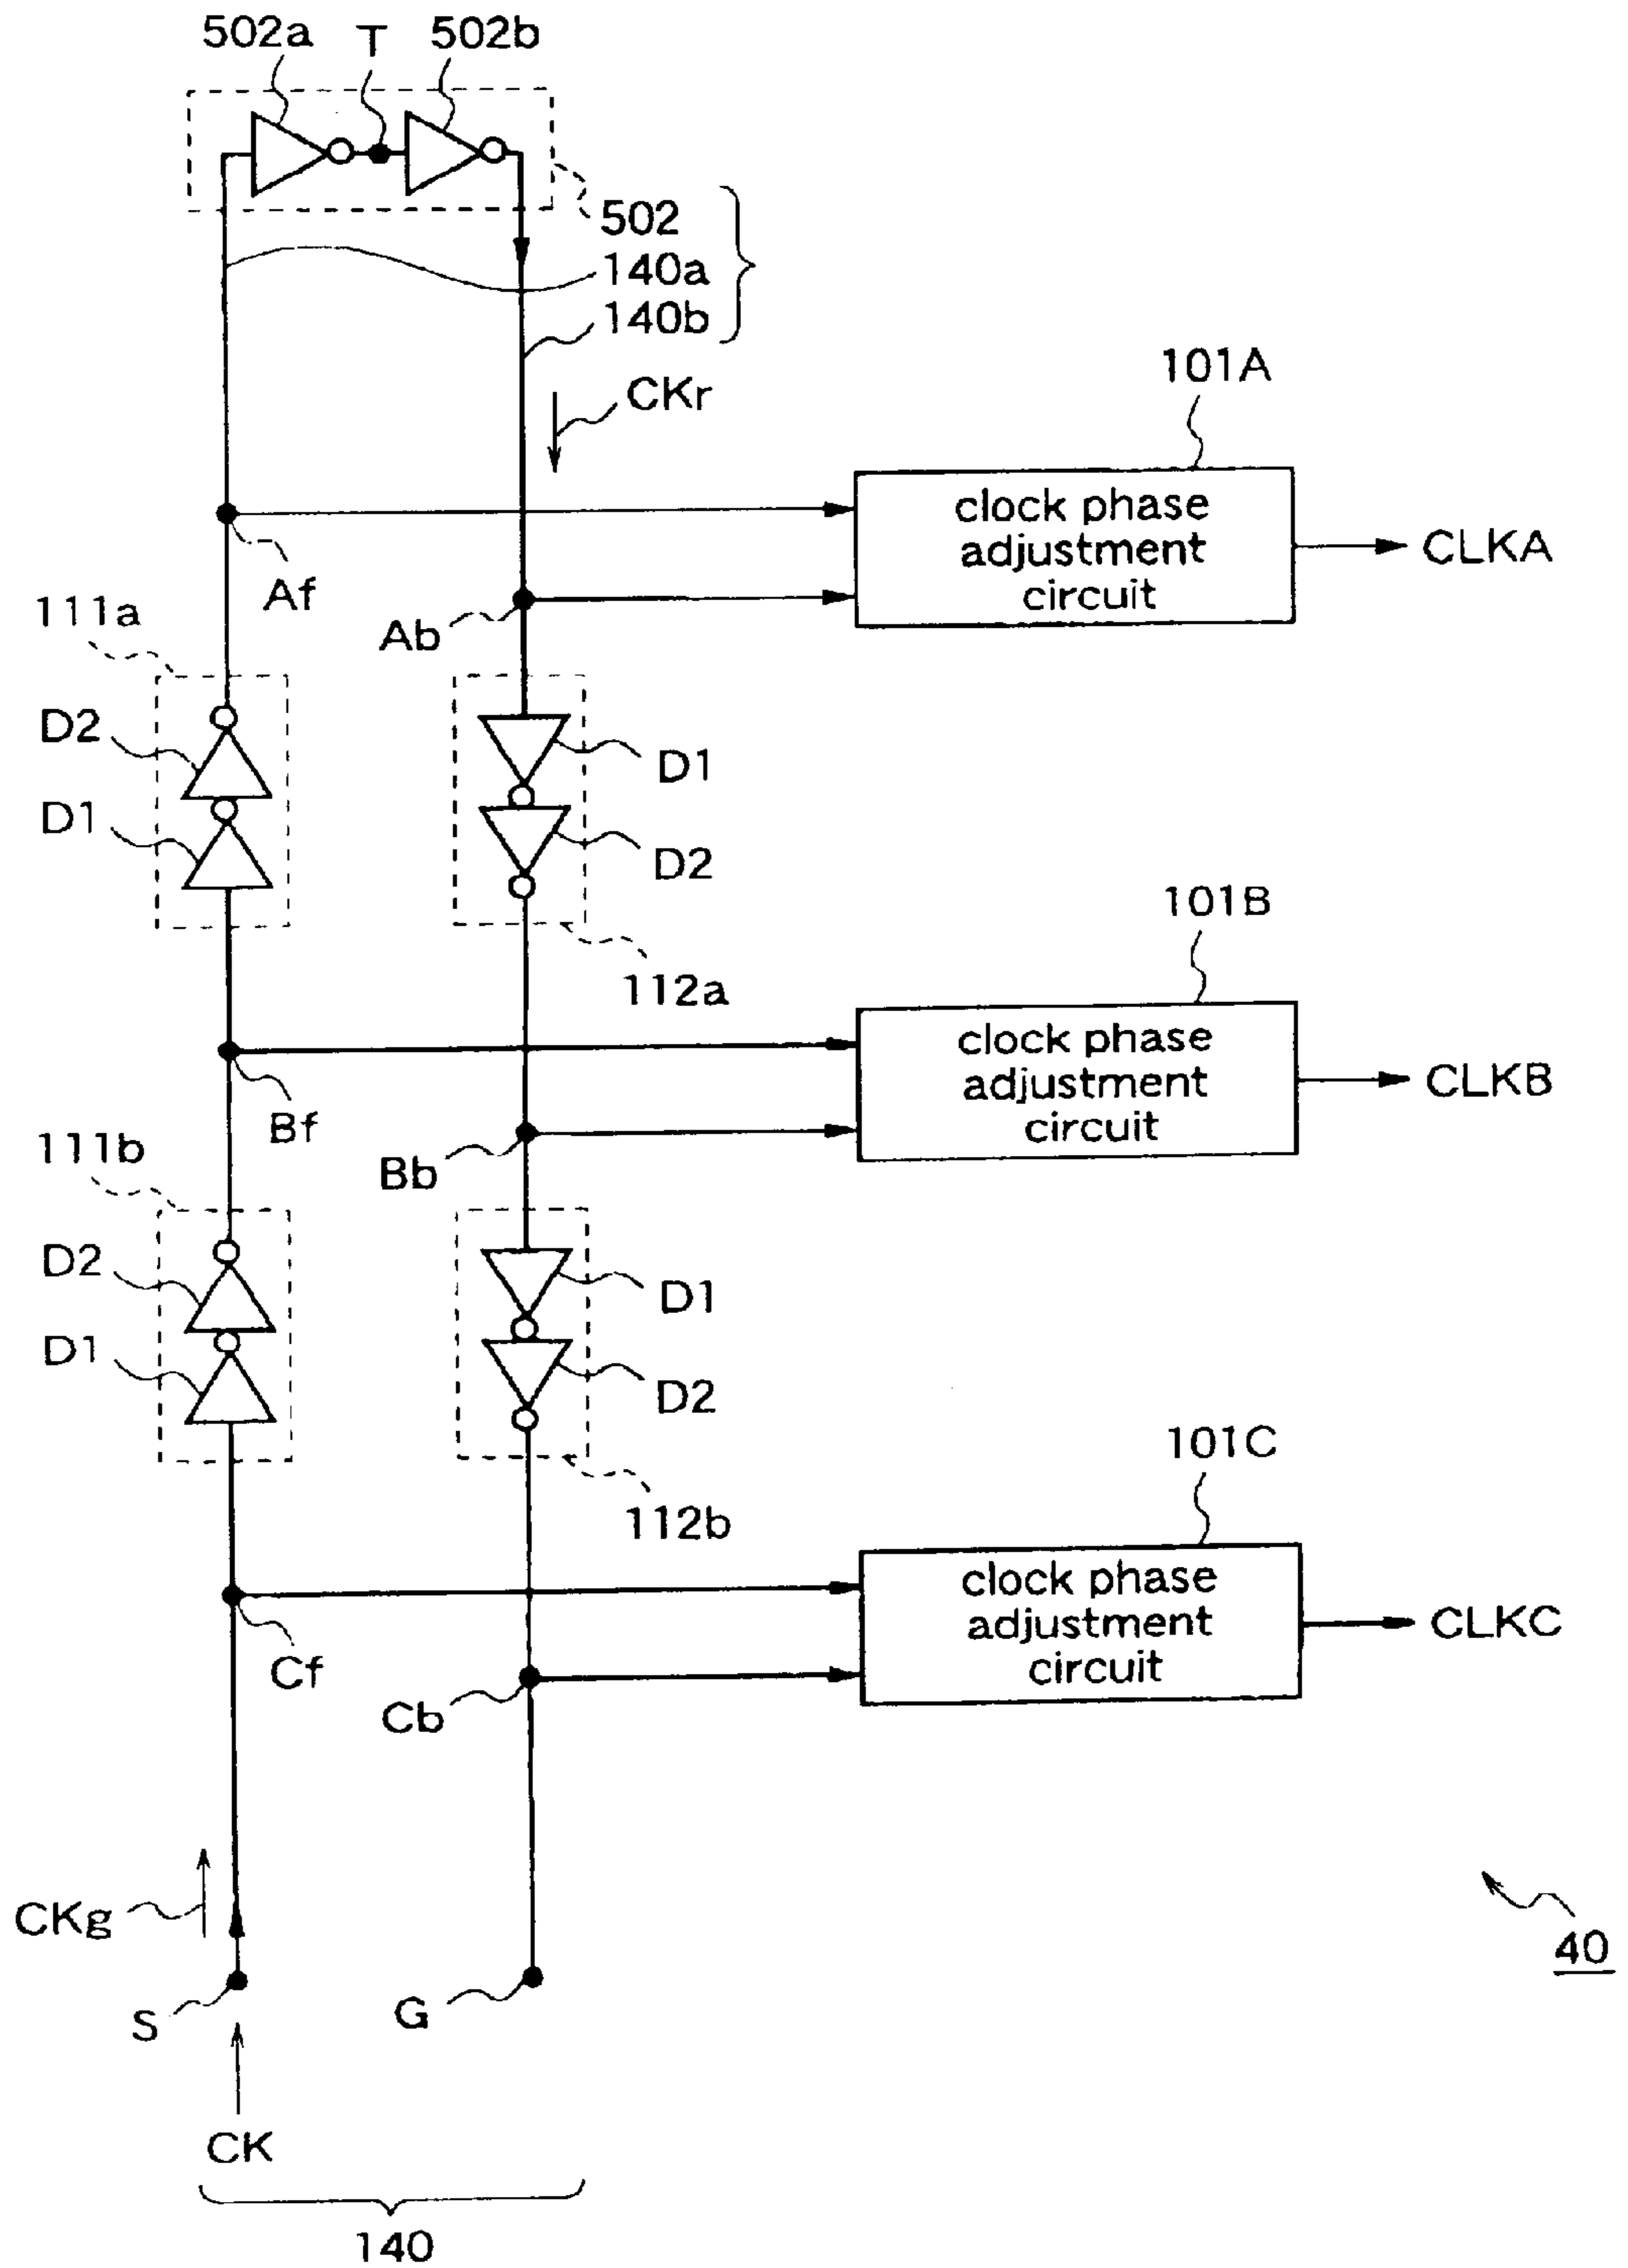 502a T 502b
502
140a
140b
CKr
101A
clock phase
adjustment
circuit
CLKA
Af
Ab
111a
D2
D1
D1
D2
112a
101B
clock phase
adjustment
circuit
CLKB
Bf
Bb
111b
D2
D1
D1
D2
112b
101C
clock phase
adjustment
circuit
CLKC
Cf
Cb
CKg
S
G
CK
140
40